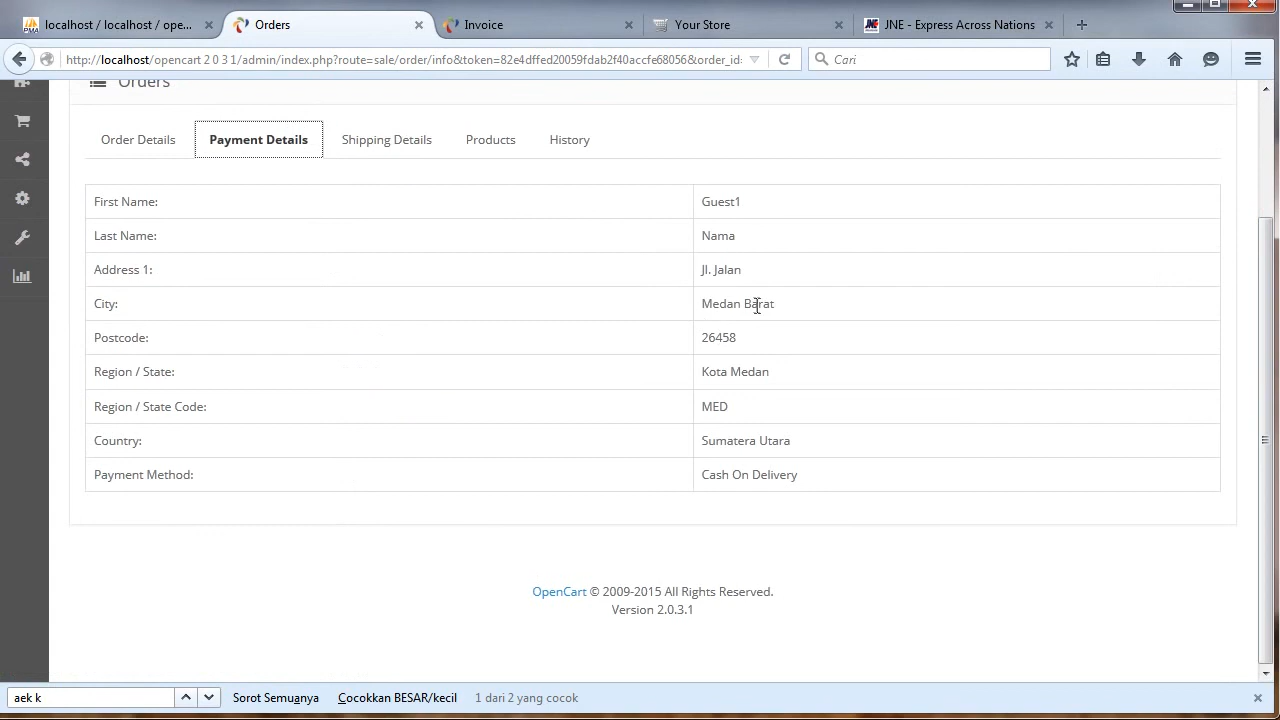 localhost / localhost / ope...
Orders
Invoice
Your Store
JNE - Express Across Nations
http://localhost/opencart 2 0 3 1/admin/index.php?route=sale/order/info&token=82e4dffed20059fdab2f40accfe68056&order_id:
Cari
Orders
Order Details
Payment Details
Shipping Details
Products
History
First Name: Guest1
Last Name: Nama
Address 1: Jl. Jalan
City: Medan Barat
Postcode: 26458
Region / State: Kota Medan
Region / State Code: MED
Country: Sumatera Utara
Payment Method: Cash On Delivery
OpenCart © 2009-2015 All Rights Reserved.
Version 2.0.3.1
aek k
Sorot Semuanya
Cocokkan BESAR/kecil
1 dari 2 yang cocok